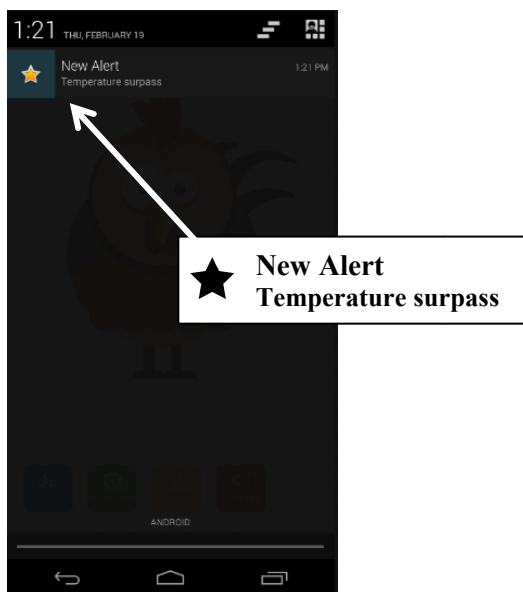 1:21 THU, FEBRUARY 19
New Alert 1:21 PM
Temperature surpass
New Alert
Temperature surpass
ANDROID